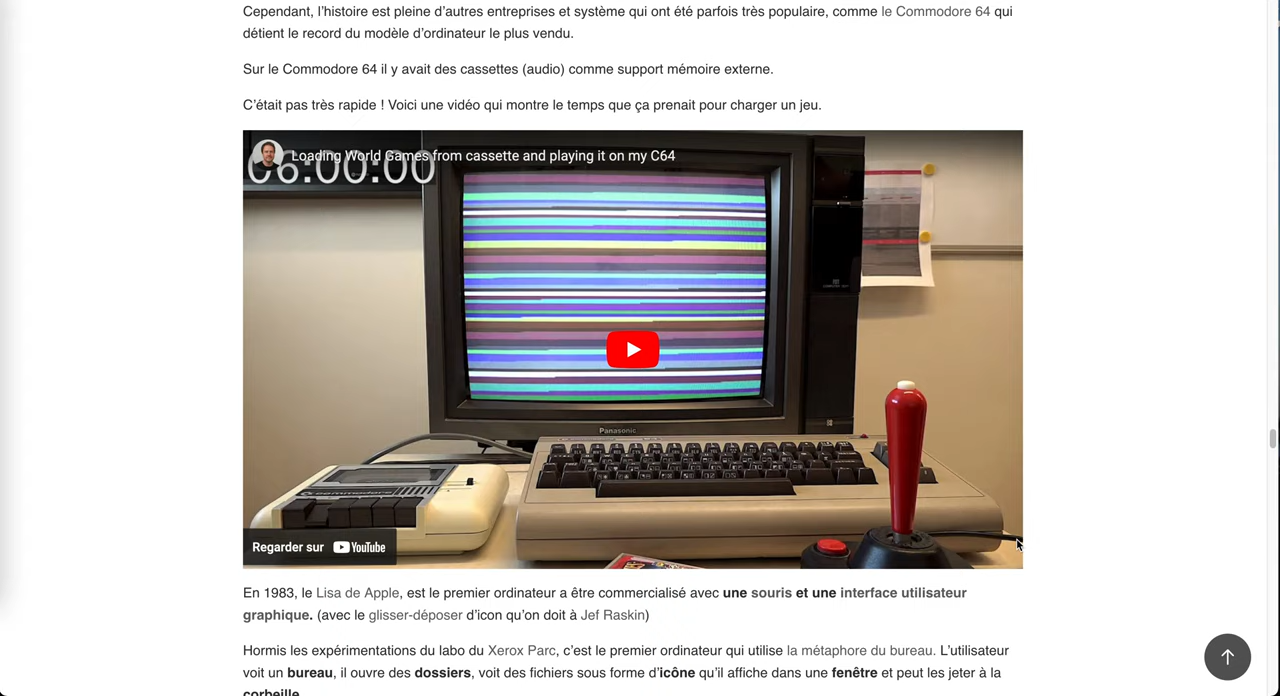 Cependant, l’histoire est pleine d’autres entreprises et système qui ont été parfois très populaire, comme le Commodore 64 qui
détient le record du modèle d’ordinateur le plus vendu.
Sur le Commodore 64 il y avait des cassettes (audio) comme support mémoire externe.
C’était pas très rapide ! Voici une vidéo qui montre le temps que ça prenait pour charger un jeu.
Loading World Games from cassette and playing it on my C64
06:00:00
Panasonic
commodore
Regarder sur YouTube
En 1983, le Lisa de Apple, est le premier ordinateur a être commercialisé avec une souris et une interface utilisateur
graphique. (avec le glisser-déposer d’icon qu’on doit à Jef Raskin)
Hormis les expérimentations du labo du Xerox Parc, c’est le premier ordinateur qui utilise la métaphore du bureau. L’utilisateur
voit un bureau, il ouvre des dossiers, voit des fichiers sous forme d’icône qu’il affiche dans une fenêtre et peut les jeter à la
corbeille.